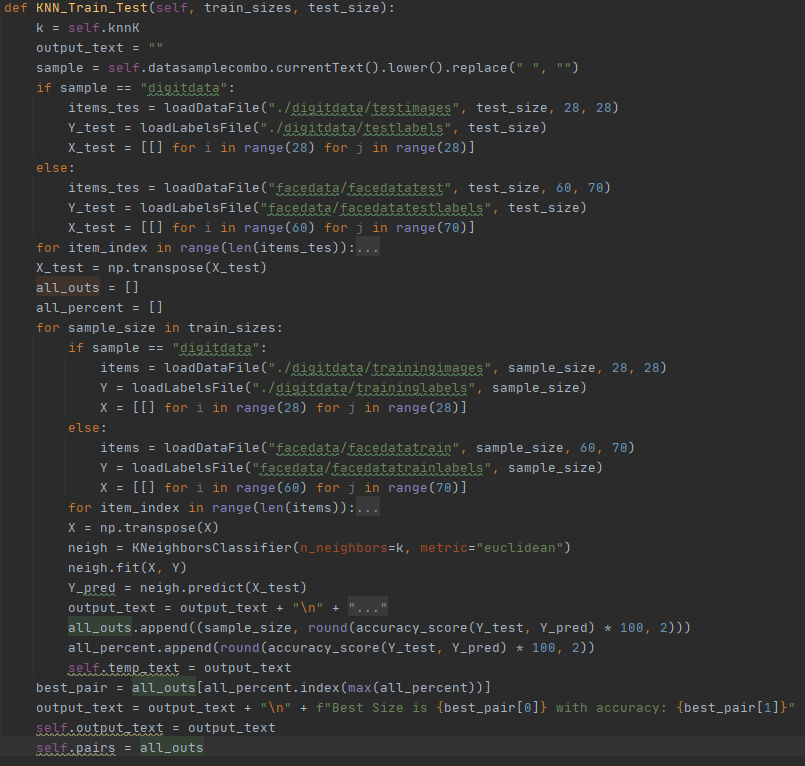 def KNN_Train_Test(self, train_sizes, test_size):
    k = self.knnK
    output_text = ""
    sample = self.datasamplecombo.currentText().lower().replace(" ", "")
    if sample == "digitdata":
        items_tes = loadDataFile("./digitdata/testimages", test_size, 28, 28)
        Y_test = loadLabelsFile("./digitdata/testlabels", test_size)
        X_test = [[] for i in range(28) for j in range(28)]
    else:
        items_tes = loadDataFile("facedata/facedatatest", test_size, 60, 70)
        Y_test = loadLabelsFile("facedata/facedatatestlabels", test_size)
        X_test = [[] for i in range(60) for j in range(70)]
    for item_index in range(len(items_tes)):...
    X_test = np.transpose(X_test)
    all_outs = []
    all_percent = []
    for sample_size in train_sizes:
        if sample == "digitdata":
            items = loadDataFile("./digitdata/trainingimages", sample_size, 28, 28)
            Y = loadLabelsFile("./digitdata/traininglabels", sample_size)
            X = [[] for i in range(28) for j in range(28)]
        else:
            items = loadDataFile("facedata/facedatatrain", sample_size, 60, 70)
            Y = loadLabelsFile("facedata/facedatatrainlabels", sample_size)
            X = [[] for i in range(60) for j in range(70)]
        for item_index in range(len(items)):...
        X = np.transpose(X)
        neigh = KNeighborsClassifier(n_neighbors=k, metric="euclidean")
        neigh.fit(X, Y)
        Y_pred = neigh.predict(X_test)
        output_text = output_text + "\n" + "..."
        all_outs.append((sample_size, round(accuracy_score(Y_test, Y_pred) * 100, 2)))
        all_percent.append(round(accuracy_score(Y_test, Y_pred) * 100, 2))
        self.temp_text = output_text
    best_pair = all_outs[all_percent.index(max(all_percent))]
    output_text = output_text + "\n" + f"Best Size is {best_pair[0]} with accuracy: {best_pair[1]}"
    self.output_text = output_text
    self.pairs = all_outs